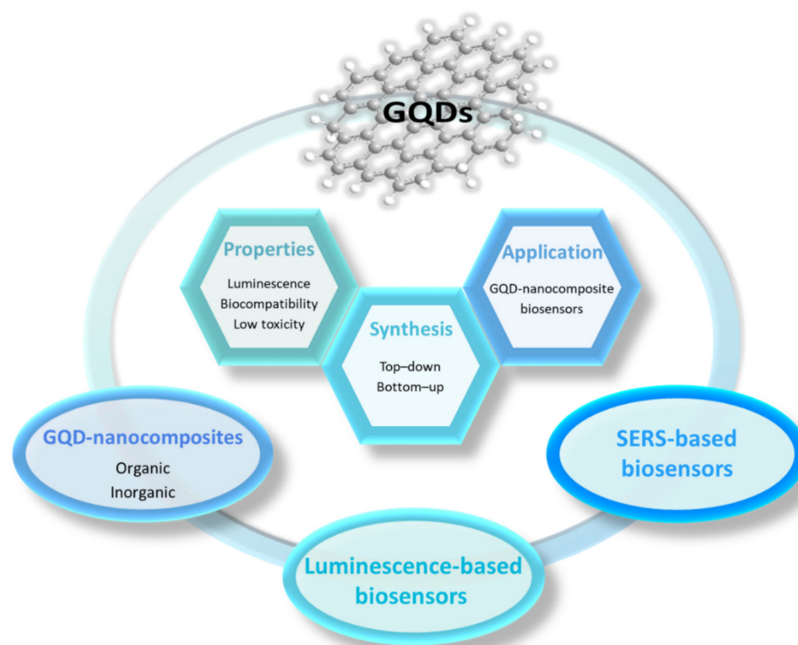 GQDs
Properties
Luminescence
Biocompatibility
Low toxicity
Synthesis
Top–down
Bottom–up
Application
GQD-nanocomposite
biosensors
GQD-nanocomposites
Organic
Inorganic
Luminescence-based
biosensors
SERS-based
biosensors